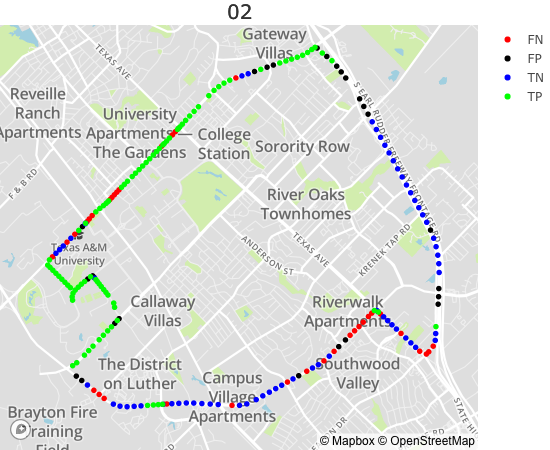 02
Gateway
Villas
FN
FP
TN
TP
TEXAS AVE
S EARL RUDDER FREEWAY FRONTAGE RD
Reveille
Ranch
Apartments
University
Apartments—
The Gardens
College
Station
Sorority Row
F & B RD
River Oaks
Townhomes
TEXAS AVE
KRENEK TAP RD
ANDERSON ST
Texas A&M
University
Callaway
Villas
Riverwalk
Apartments
The District
on Luther
Southwood
Valley
Campus
Village
Apartments
Brayton Fire
Training
Field
STATE HI
© Mapbox © OpenStreetMap